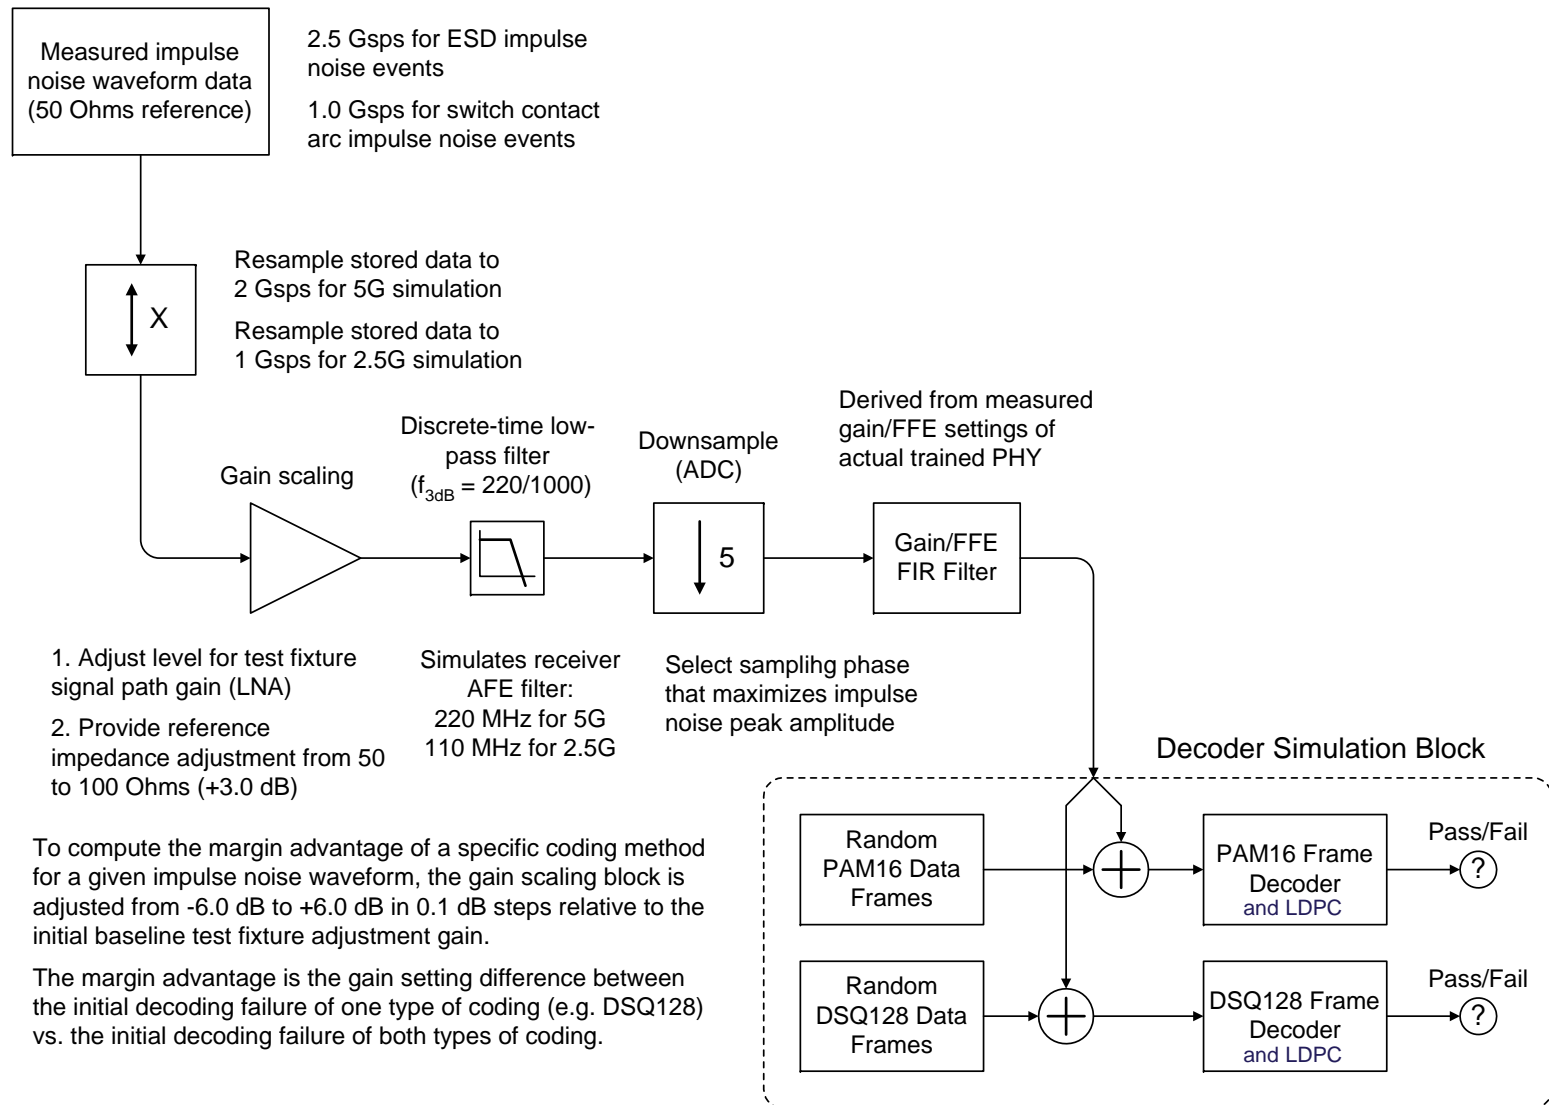 Measured impulse
noise waveform data
(50 Ohms reference)
2.5 Gsps for ESD impulse
noise events
1.0 Gsps for switch contact
arc impulse noise events
X
Resample stored data to
2 Gsps for 5G simulation
Resample stored data to
1 Gsps for 2.5G simulation
Gain scaling
Discrete-time low-
pass filter
(f3dB = 220/1000)
Downsample
(ADC)
Derived from measured
gain/FFE settings of
actual trained PHY
5
Gain/FFE
FIR Filter
1. Adjust level for test fixture
signal path gain (LNA)
2. Provide reference
impedance adjustment from 50
to 100 Ohms (+3.0 dB)
Simulates receiver
AFE filter:
220 MHz for 5G
110 MHz for 2.5G
Select samplihg phase
that maximizes impulse
noise peak amplitude
Decoder Simulation Block
Random
PAM16 Data
Frames
PAM16 Frame
Decoder
and LDPC
Pass/Fail
?
Random
DSQ128 Data
Frames
DSQ128 Frame
Decoder
and LDPC
Pass/Fail
?
To compute the margin advantage of a specific coding method
for a given impulse noise waveform, the gain scaling block is
adjusted from -6.0 dB to +6.0 dB in 0.1 dB steps relative to the
initial baseline test fixture adjustment gain.
The margin advantage is the gain setting difference between
the initial decoding failure of one type of coding (e.g. DSQ128)
vs. the initial decoding failure of both types of coding.